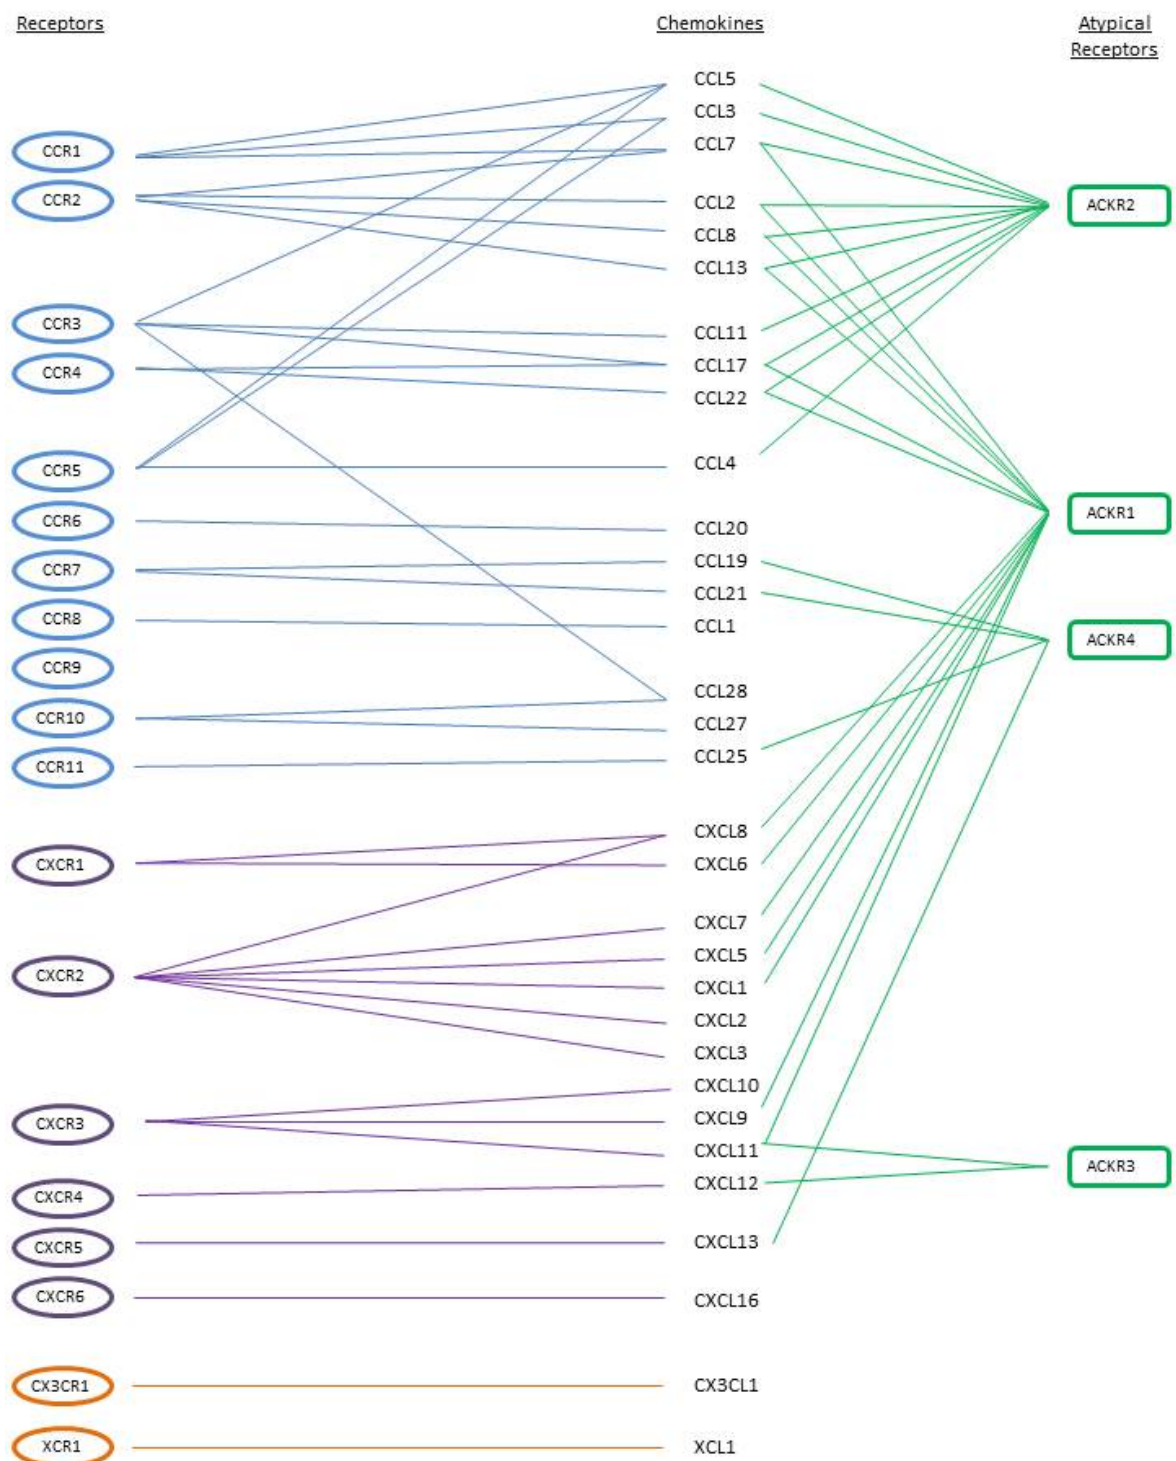 Receptors
Chemokines
Atypical
Receptors
CCR1
CCR2
CCR3
CCR4
CCR5
CCR6
CCR7
CCR8
CCR9
CCR10
CCR11
CXCR1
CXCR2
CXCR3
CXCR4
CXCR5
CXCR6
CX3CR1
XCR1
CCL5
CCL3
CCL7
CCL2
CCL8
CCL13
CCL11
CCL17
CCL22
CCL4
CCL20
CCL19
CCL21
CCL1
CCL28
CCL27
CCL25
CXCL8
CXCL6
CXCL7
CXCL5
CXCL1
CXCL2
CXCL3
CXCL10
CXCL9
CXCL11
CXCL12
CXCL13
CXCL16
CX3CL1
XCL1
ACKR2
ACKR1
ACKR4
ACKR3